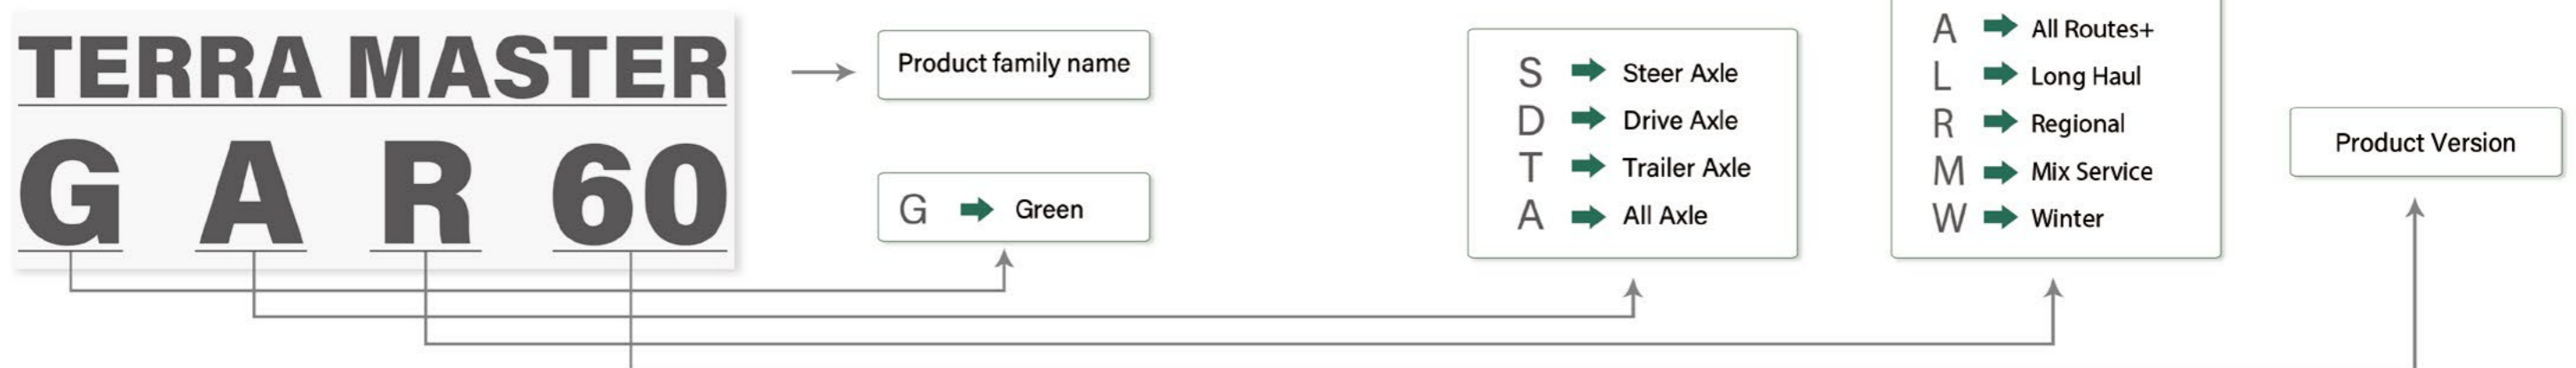 TERRA MASTER
G A R 60
Product family name
G Green
S Steer Axle
D Drive Axle
T Trailer Axle
A All Axle
A All Routes+
L Long Haul
R Regional
M Mix Service
W Winter
Product Version